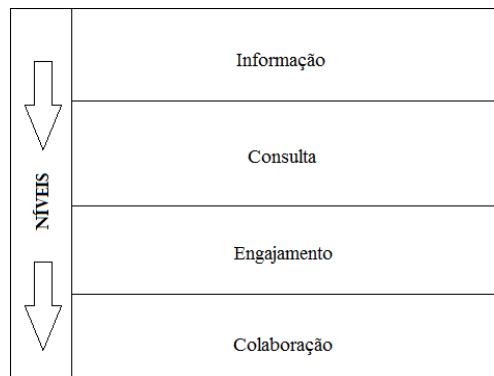 NÍVEIS
Informação
Consulta
Engajamento
Colaboração